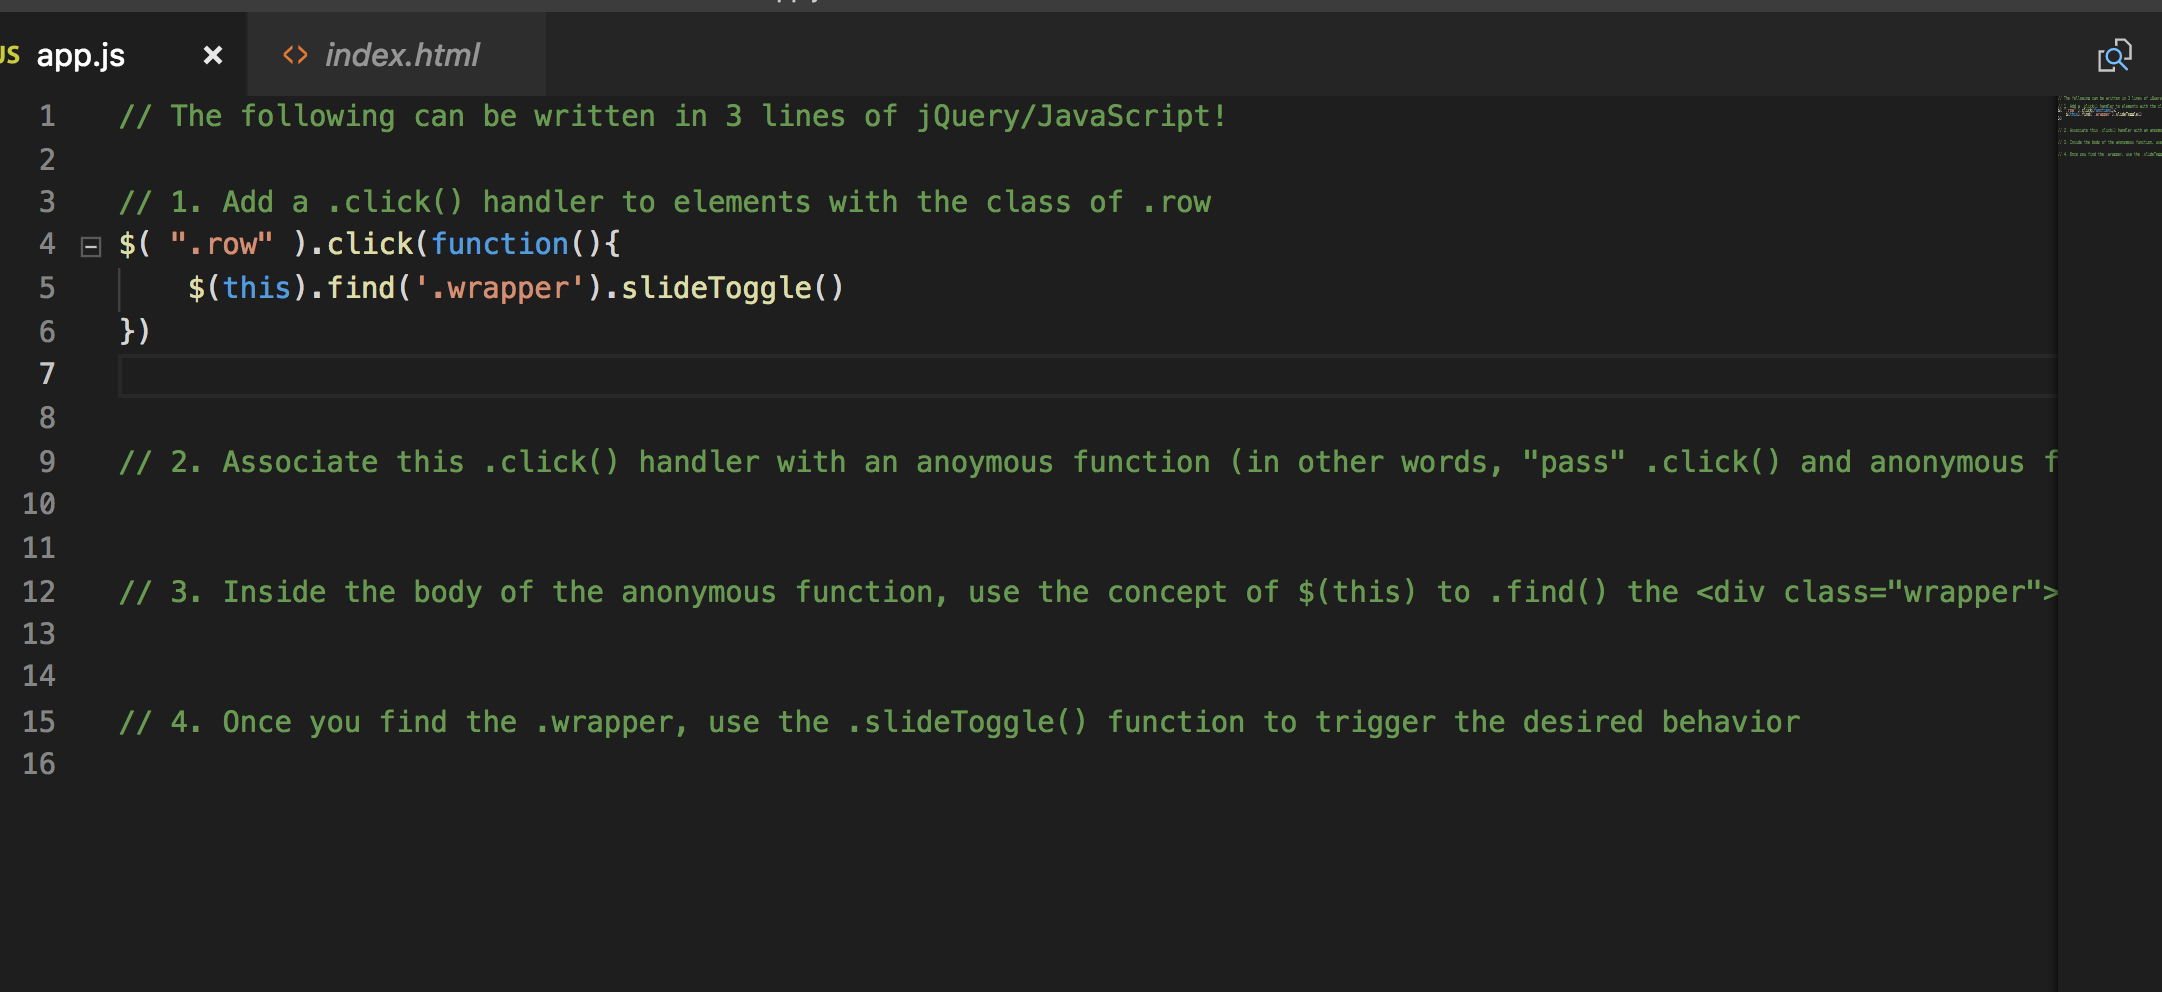 JS app.js × <> index.html
1 // The following can be written in 3 lines of jQuery/JavaScript!
2
3 // 1. Add a .click() handler to elements with the class of .row
4 $( ".row" ).click(function(){
5 $(this).find('.wrapper').slideToggle()
6 })
7
8
9 // 2. Associate this .click() handler with an anoymous function (in other words, "pass" .click() and anonymous f
10
11
12 // 3. Inside the body of the anonymous function, use the concept of $(this) to .find() the <div class="wrapper">
13
14
15 // 4. Once you find the .wrapper, use the .slideToggle() function to trigger the desired behavior
16